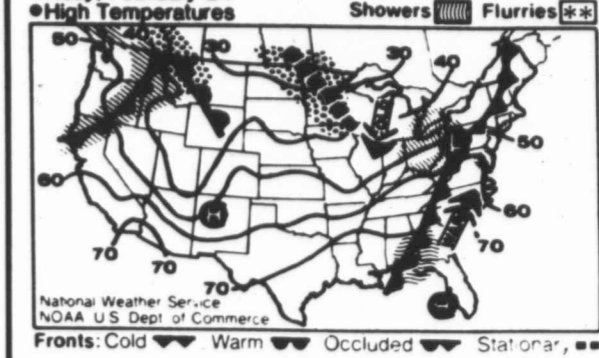 ●High Temperatures Showers Flurries **
50 40 30 30 40
50
60
60
70 70 70 70
H
National Weather Service
NOAA U S Dept of Commerce
Fronts: Cold Warm Occluded